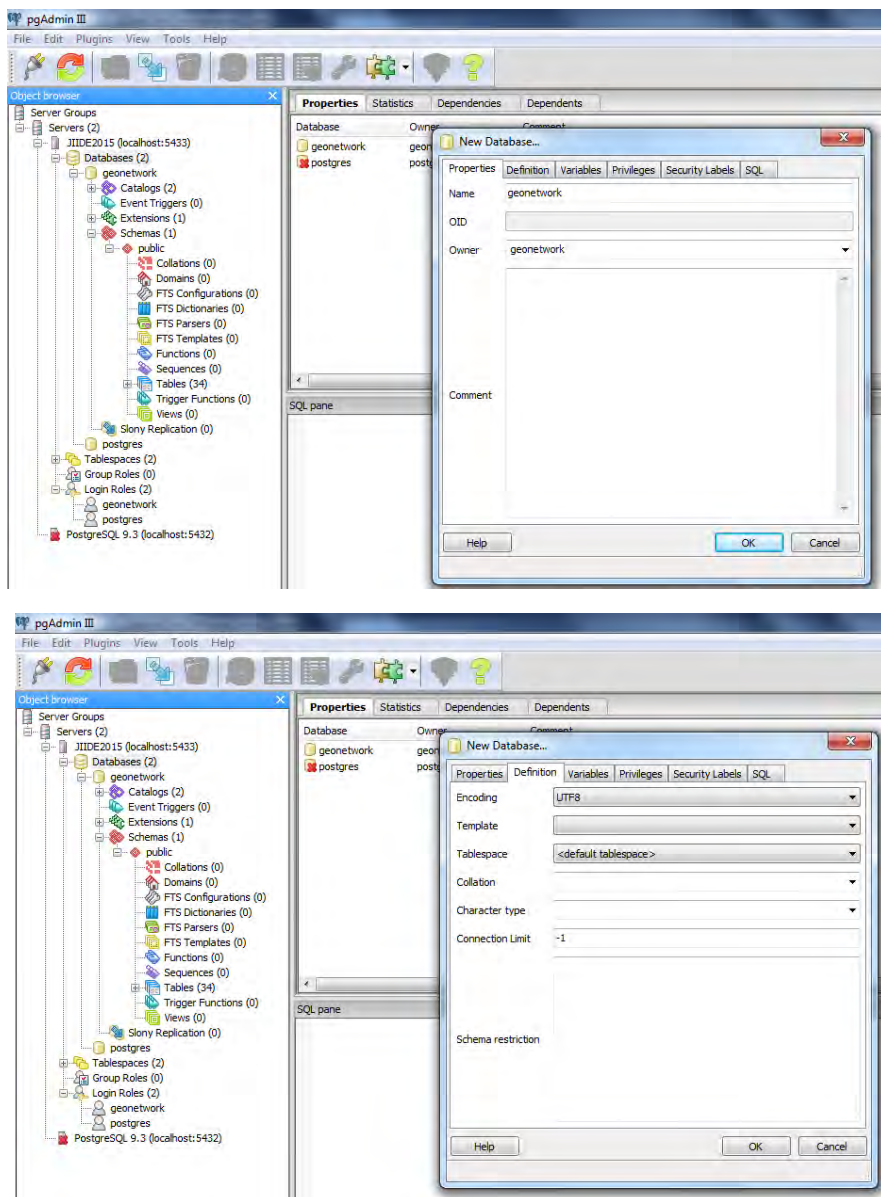 pgAdmin III
File Edit Plugins View Tools Help
Object browser
Server Groups
Servers (2)
JIIDE2015 (localhost:5433)
Databases (2)
geonetwork
Catalogs (2)
Event Triggers (0)
Extensions (1)
Schemas (1)
public
Collations (0)
Domains (0)
FTS Configurations (0)
FTS Dictionaries (0)
FTS Parsers (0)
FTS Templates (0)
Functions (0)
Sequences (0)
Tables (34)
Trigger Functions (0)
Views (0)
Slony Replication (0)
postgres
Tablespaces (2)
Group Roles (0)
Login Roles (2)
geonetwork
postgres
PostgreSQL 9.3 (localhost:5432)
Properties Statistics Dependencies Dependents
Database Owner Comment
geonetwork geon
postgres postg
SQL pane
New Database...
Properties Definition Variables Privileges Security Labels SQL
Name geonetwork
OID
Owner geonetwork
Comment
Help OK Cancel
pgAdmin III
File Edit Plugins View Tools Help
Object browser
Server Groups
Servers (2)
JIIDE2015 (localhost:5433)
Databases (2)
geonetwork
Catalogs (2)
Event Triggers (0)
Extensions (1)
Schemas (1)
public
Collations (0)
Domains (0)
FTS Configurations (0)
FTS Dictionaries (0)
FTS Parsers (0)
FTS Templates (0)
Functions (0)
Sequences (0)
Tables (34)
Trigger Functions (0)
Views (0)
Slony Replication (0)
postgres
Tablespaces (2)
Group Roles (0)
Login Roles (2)
geonetwork
postgres
PostgreSQL 9.3 (localhost:5432)
Properties Statistics Dependencies Dependents
Database Owner Comment
geonetwork geon
postgres postg
SQL pane
New Database...
Properties Definition Variables Privileges Security Labels SQL
Encoding UTF8
Template
Tablespace <default tablespace>
Collation
Character type
Connection Limit -1
Schema restriction
Help OK Cancel